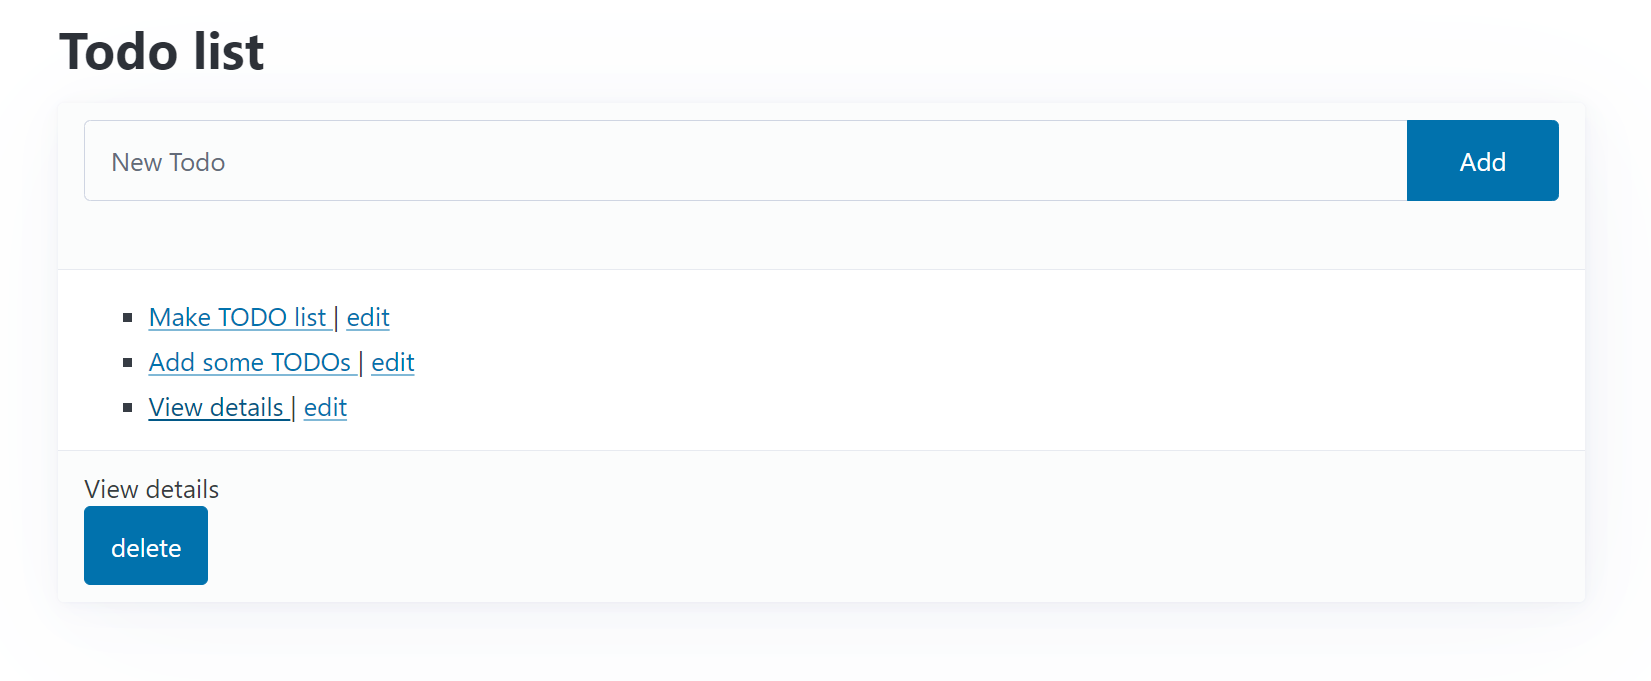 Todo list
New Todo
Add
Make TODO list | edit
Add some TODOs | edit
View details | edit
View details
delete